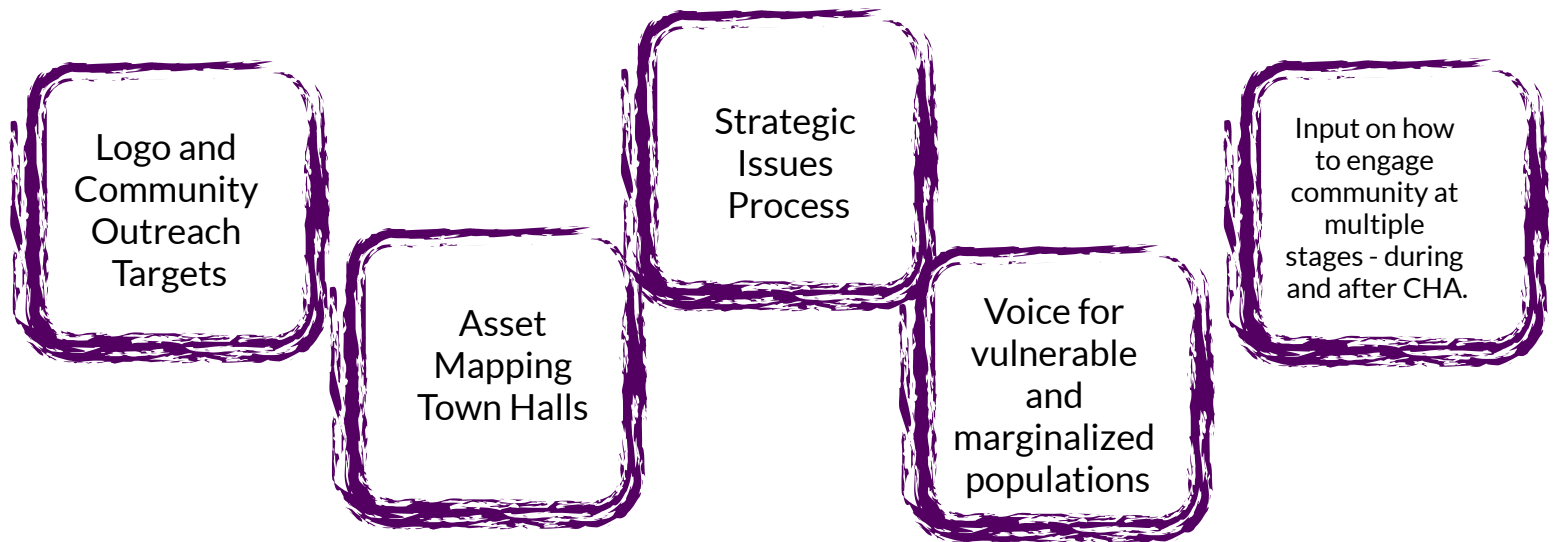 Logo and
Community
Outreach
Targets
Asset
Mapping
Town Halls
Strategic
Issues
Process
Voice for
vulnerable
and
marginalized
populations
Input on how
to engage
community at
multiple
stages - during
and after CHA.